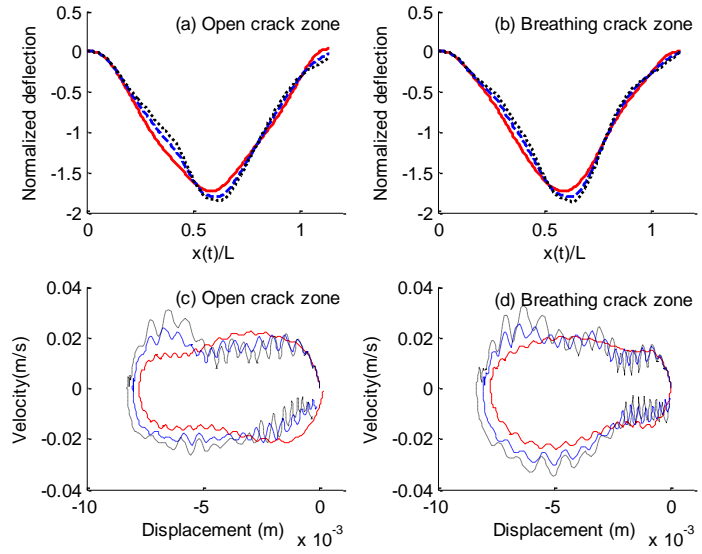 (a) Open crack zone
0.5
0
-0.5
-1
-1.5
-2
0
0.5
1
Normalized deflection
x(t)/L
(b) Breathing crack zone
0.5
0
-0.5
-1
-1.5
-2
0
0.5
1
Normalized deflection
x(t)/L
(c) Open crack zone
0.04
0.02
0
-0.02
-0.04
-10
-5
0
Velocity(m/s)
Displacement (m)
x 10-3
(d) Breathing crack zone
0.04
0.02
0
-0.02
-0.04
-10
-5
0
Velocity(m/s)
Displacement (m)
x 10-3